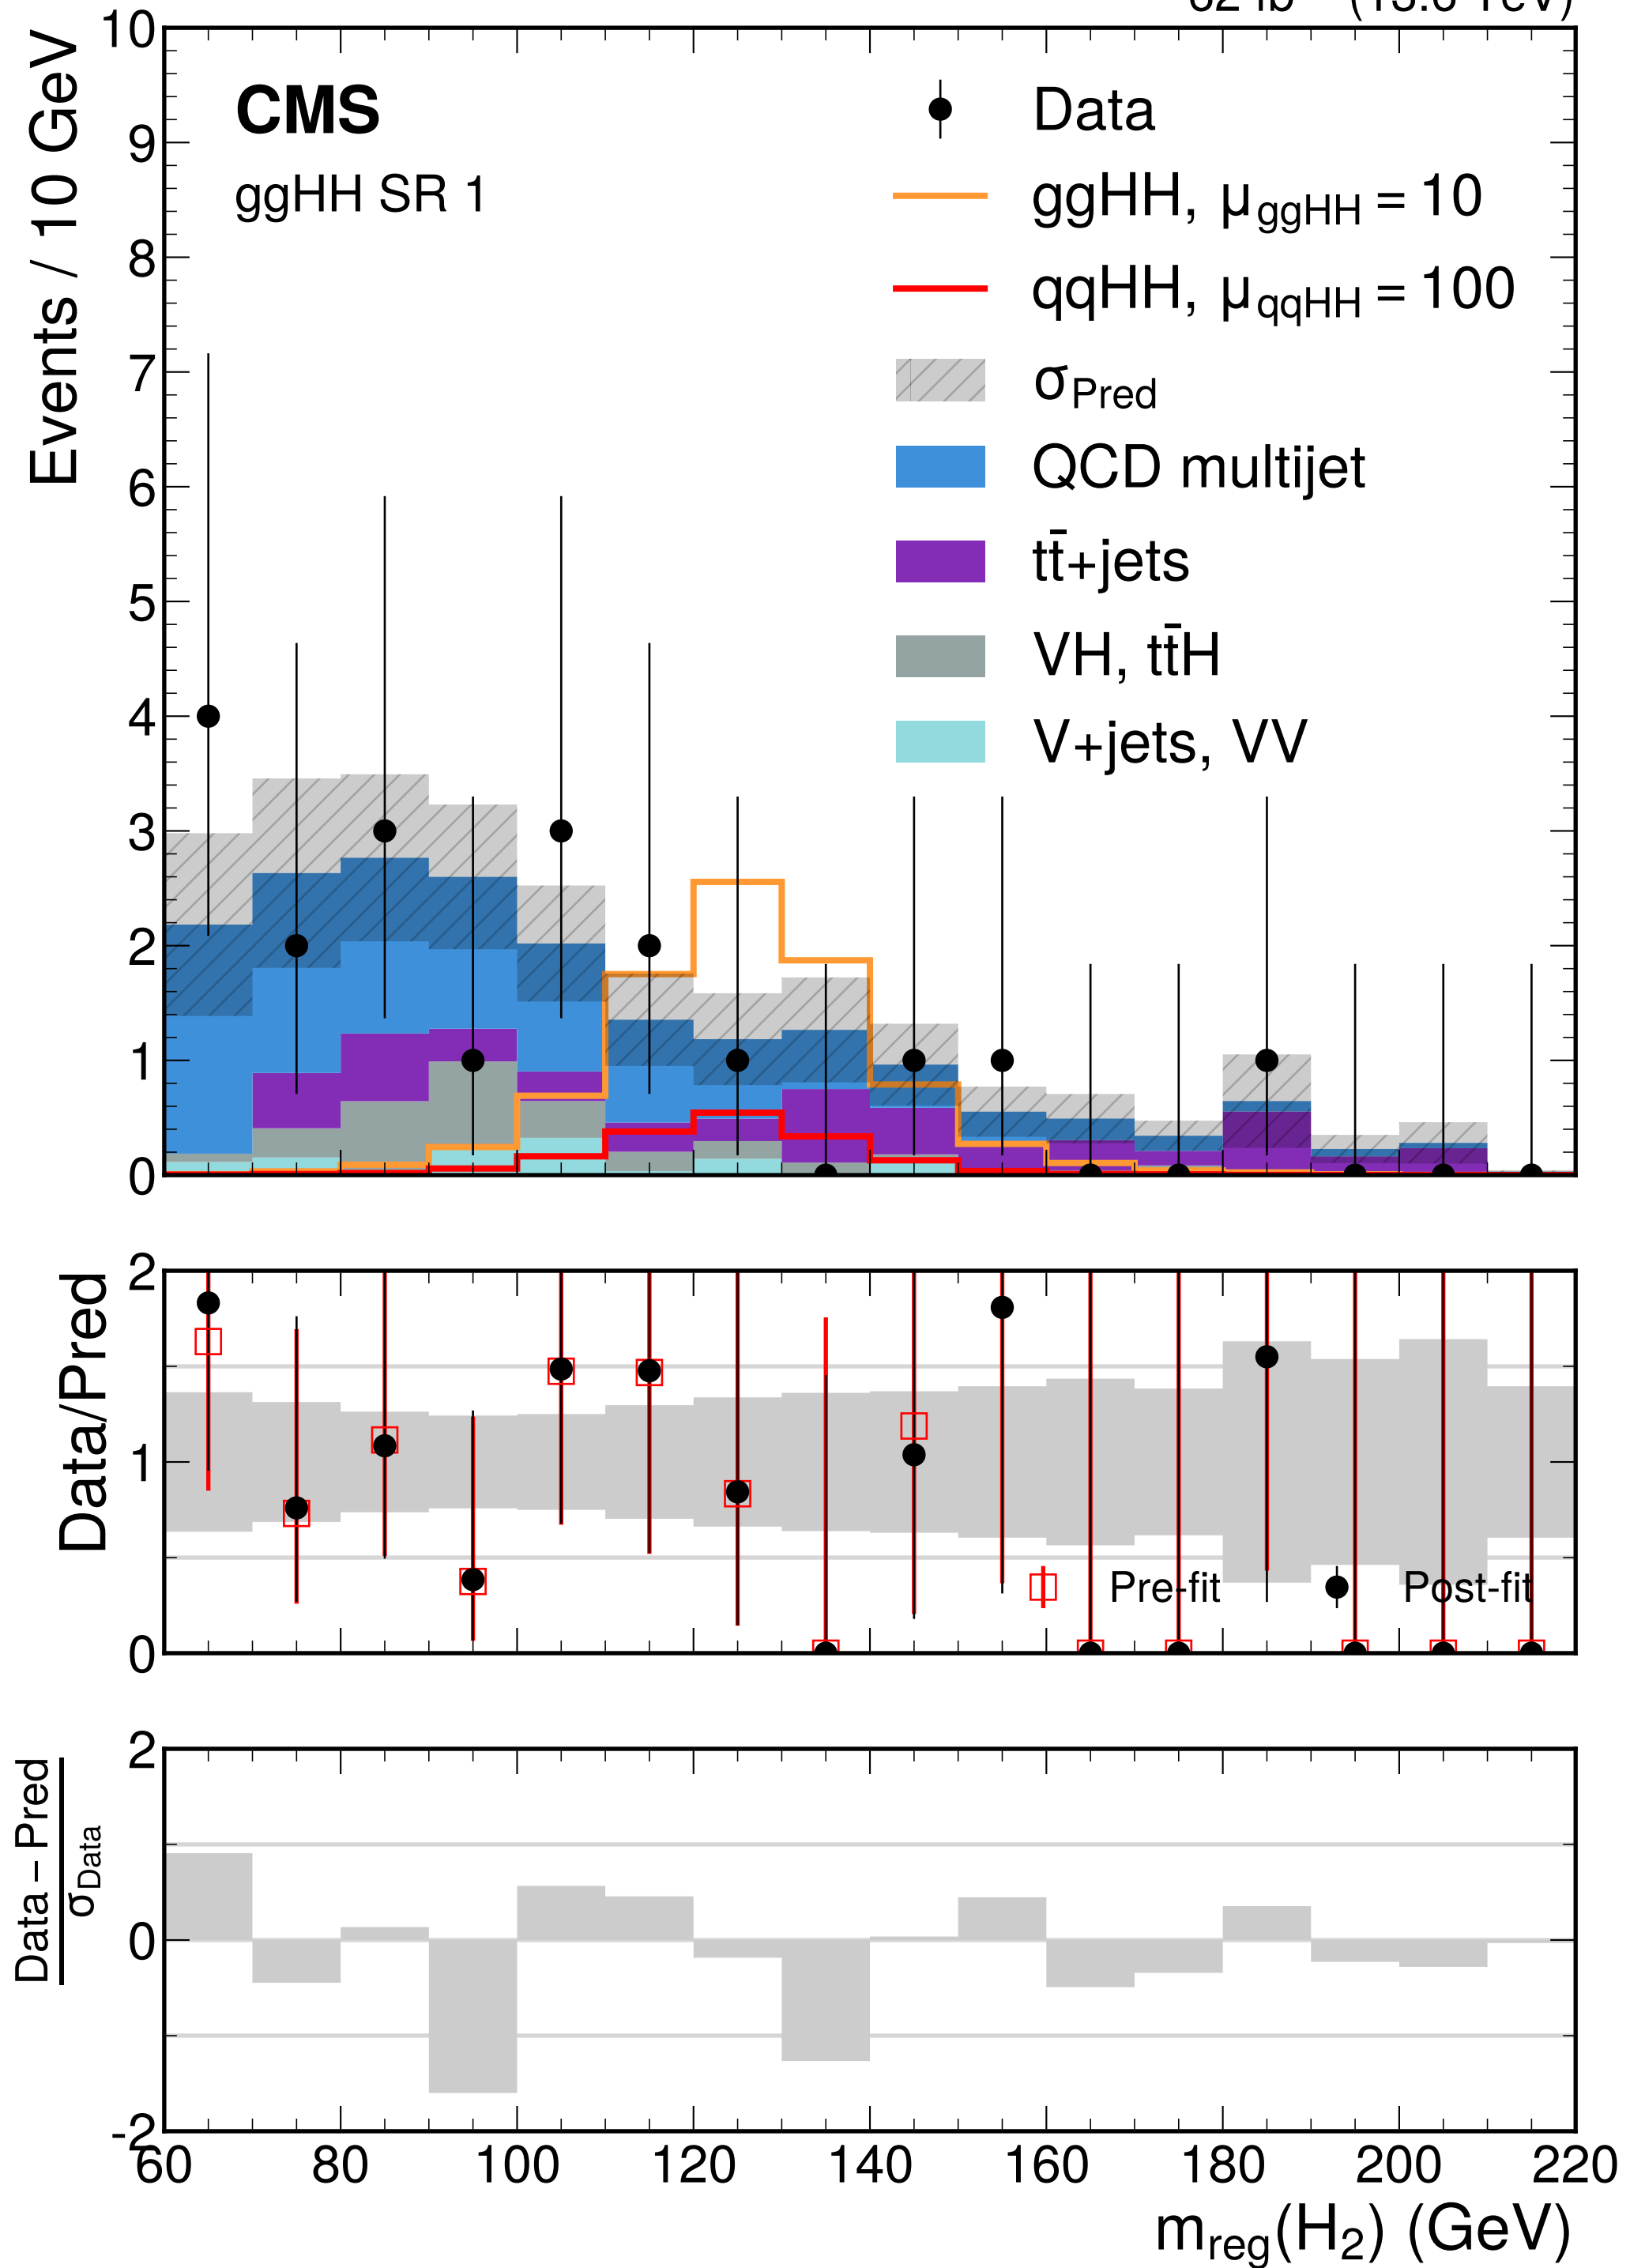 CMS
ggHH SR 1
Events / 10 GeV
10
9
8
7
6
5
4
3
2
1
0
Data
ggHH, μggHH = 10
qqHH, μqqHH = 100
σPred
QCD multijet
tt̄+jets
VH, tt̄H
V+jets, VV
Data/Pred
2
1
0
Pre-fit
Post-fit
Data – Pred
σData
2
0
-2
60 80 100 120 140 160 180 200 220
mreg(H2) (GeV)